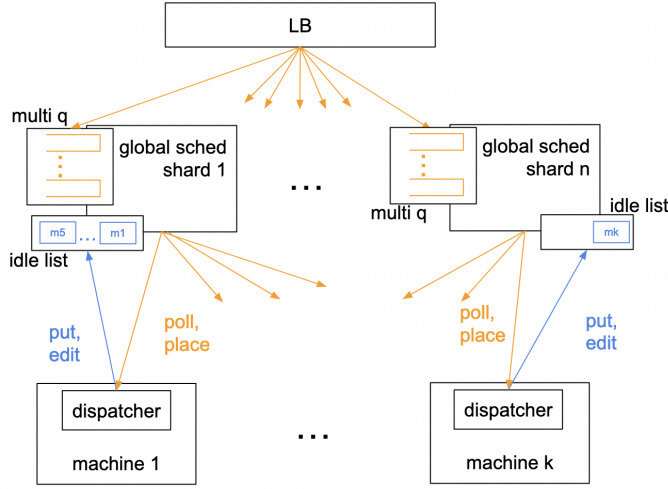 LB
multi q
global sched
shard 1
...
global sched
shard n
multi q
idle list
m5 ... m1
mk
idle list
put,
edit
poll,
place
poll,
place
put,
edit
dispatcher
dispatcher
...
machine 1
machine k